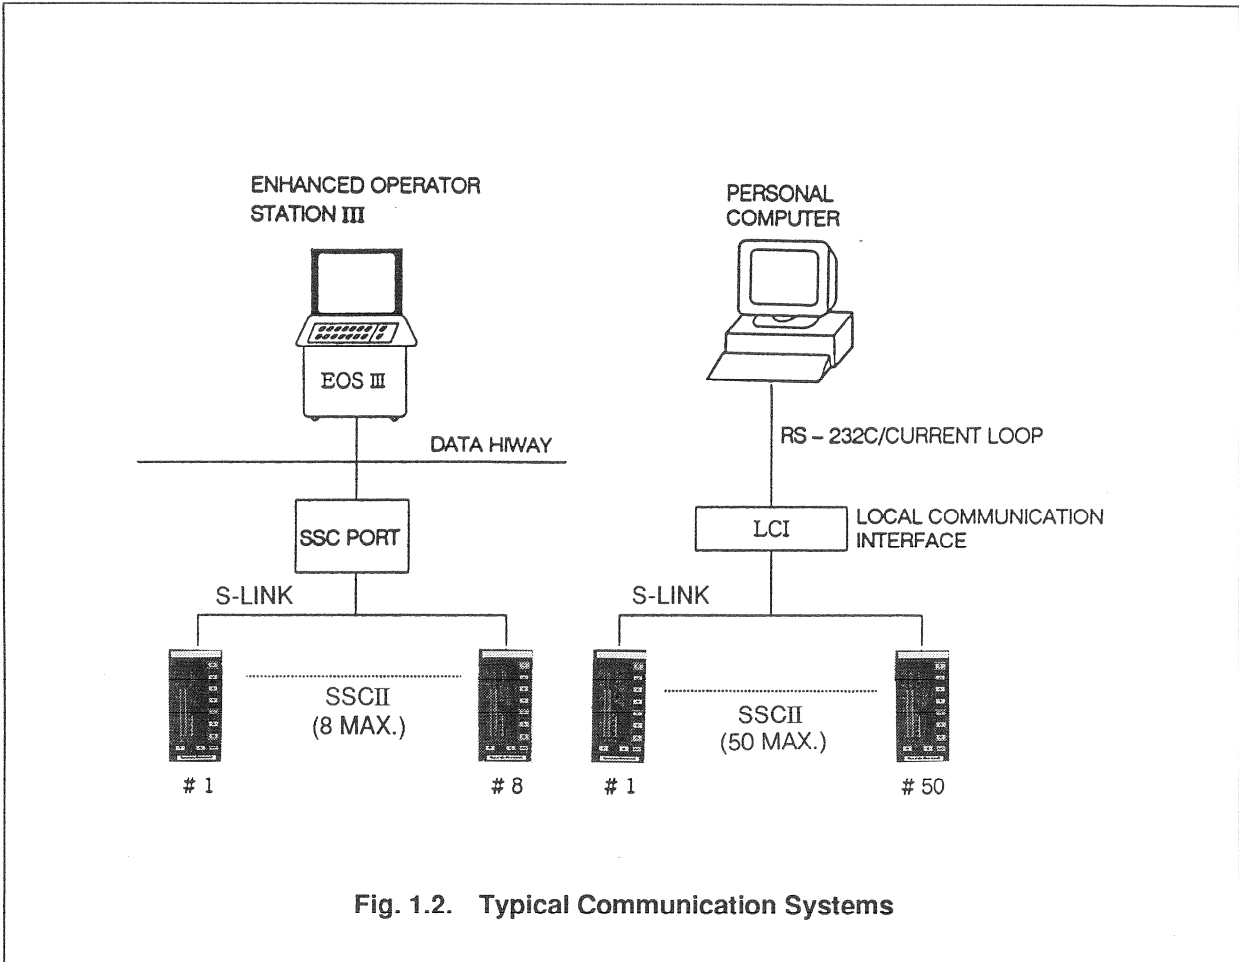 ENHANCED OPERATOR
STATION III
EOS III
DATA HIWAY
SSC PORT
S-LINK
SSCII
(8 MAX.)
# 1
# 8
PERSONAL
COMPUTER
RS – 232C/CURRENT LOOP
LCI
LOCAL COMMUNICATION
INTERFACE
S-LINK
SSCII
(50 MAX.)
# 1
# 50
Fig. 1.2. Typical Communication Systems